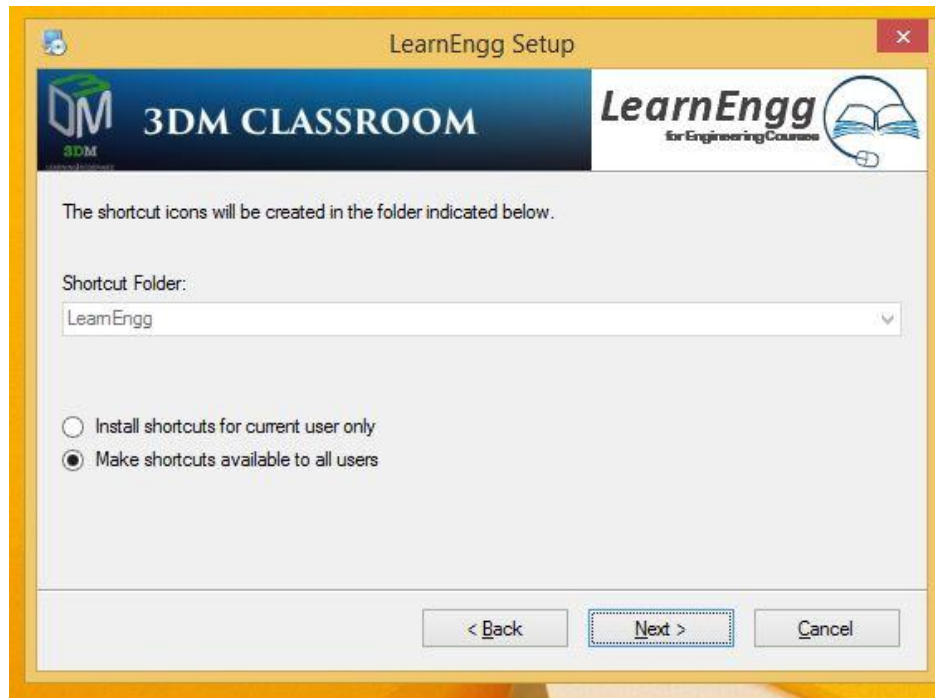 LearnEngg Setup
3DM
3DM CLASSROOM
LearnEngg
for Engineering Courses
The shortcut icons will be created in the folder indicated below.
Shortcut Folder:
LearnEngg
Install shortcuts for current user only
Make shortcuts available to all users
< Back
Next >
Cancel